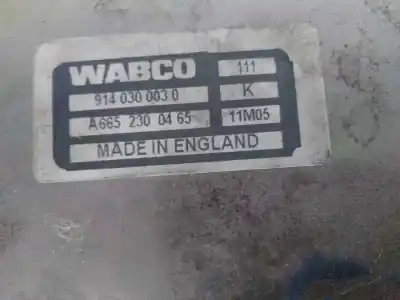 WABCO 111
914 030 003 0 K
A665 230 04 65 11M05
MADE IN ENGLAND